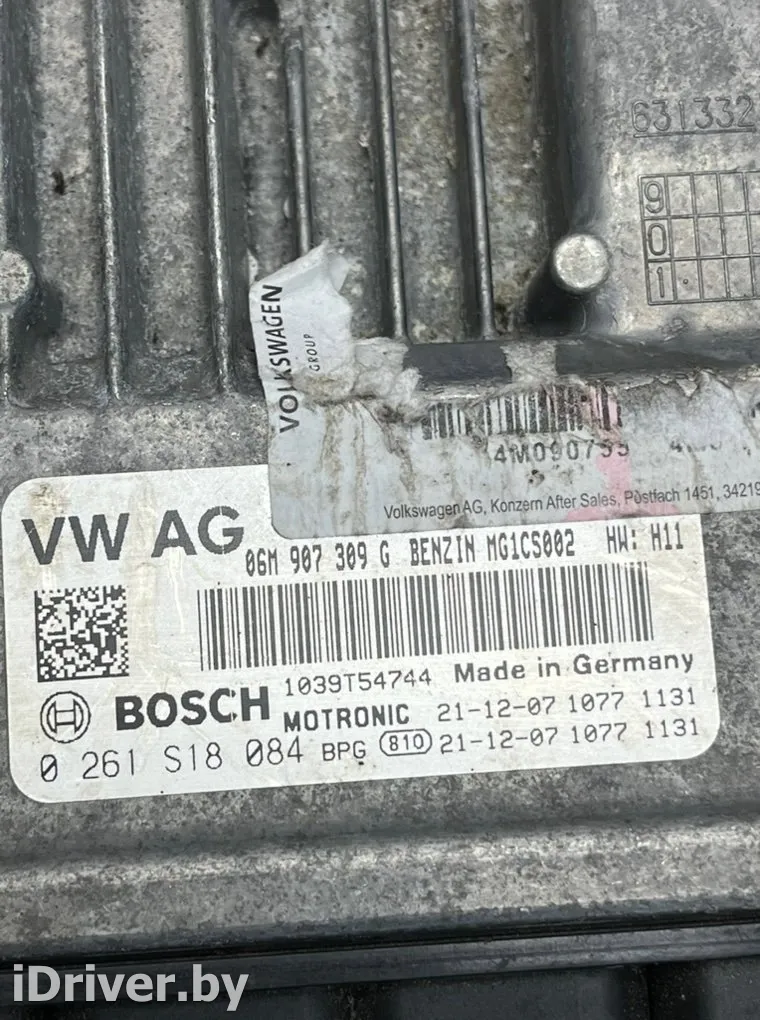 631332
9
0
1
VOLKSWAGEN
GROUP
Volkswagen AG, Konzern After Sales, Postfach 1451, 34219
VW AG
06M 907 309 G BENZIN MG1CS002 HW: H11
1039T54744 Made in Germany
BOSCH MOTRONIC 21-12-07 1077 1131
0 261 S18 084 BPG 810 21-12-07 1077 1131
iDriver.by